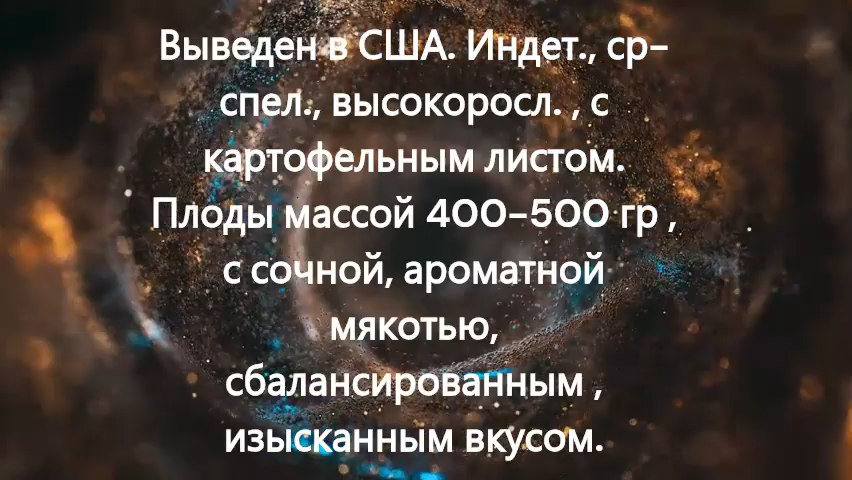 Выведен в США. Индет., ср-
спел., высокоросл. , с
картофельным листом.
Плоды массой 400-500 гр ,
с сочной, ароматной
мякотью,
сбалансированным ,
изысканным вкусом.